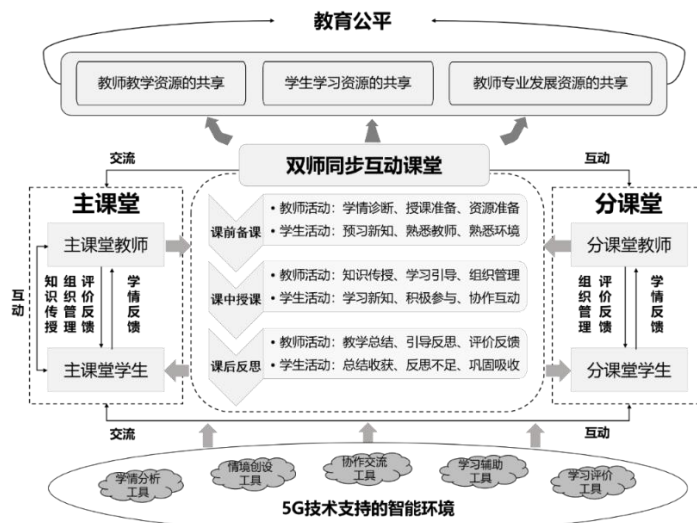 教育公平
教师教学资源的共享
学生学习资源的共享
教师专业发展资源的共享
交流
双师同步互动课堂
互动
主课堂
主课堂教师
互动
知识传授
组织管理
评价反馈
学情反馈
主课堂学生
课前备课
• 教师活动：学情诊断、授课准备、资源准备
• 学生活动：预习新知、熟悉教师、熟悉环境
课中授课
• 教师活动：知识传授、学习引导、组织管理
• 学生活动：学习新知、积极参与、协作互动
课后反思
• 教师活动：教学总结、引导反思、评价反馈
• 学生活动：总结收获、反思不足、巩固吸收
分课堂
分课堂教师
组织管理
评价反馈
学情反馈
分课堂学生
交流
互动
学情分析
工具
情境创设
工具
协作交流
工具
学习辅助
工具
学习评价
工具
5G技术支持的智能环境